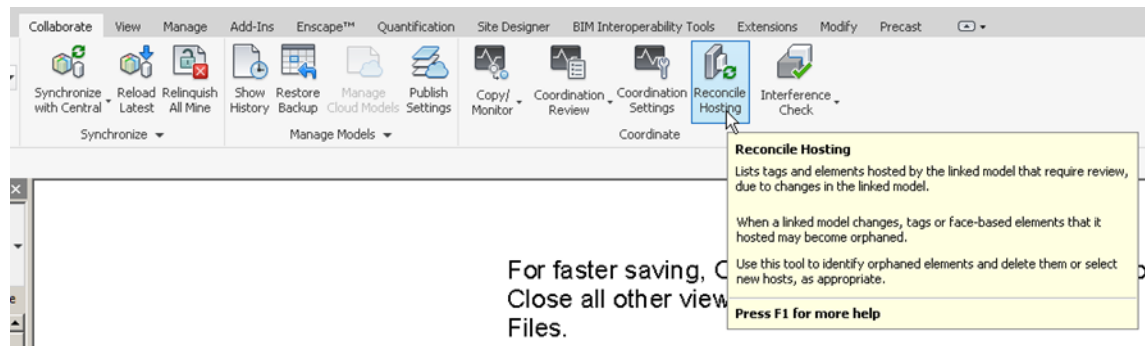 Collaborate View Manage Add-Ins Enscape™ Quantification Site Designer BIM Interoperability Tools Extensions Modify Precast
Synchronize with Central
Reload Latest
Relinquish All Mine
Show History
Restore Backup
Manage Cloud Models
Publish Settings
Copy/ Monitor
Coordination Review
Coordination Settings
Reconcile Hosting
Interference Check
Synchronize
Manage Models
Coordinate
Reconcile Hosting
Lists tags and elements hosted by the linked model that require review,
due to changes in the linked model.
When a linked model changes, tags or face-based elements that it
hosted may become orphaned.
Use this tool to identify orphaned elements and delete them or select
new hosts, as appropriate.
Press F1 for more help
For faster saving,
Close all other view
Files.